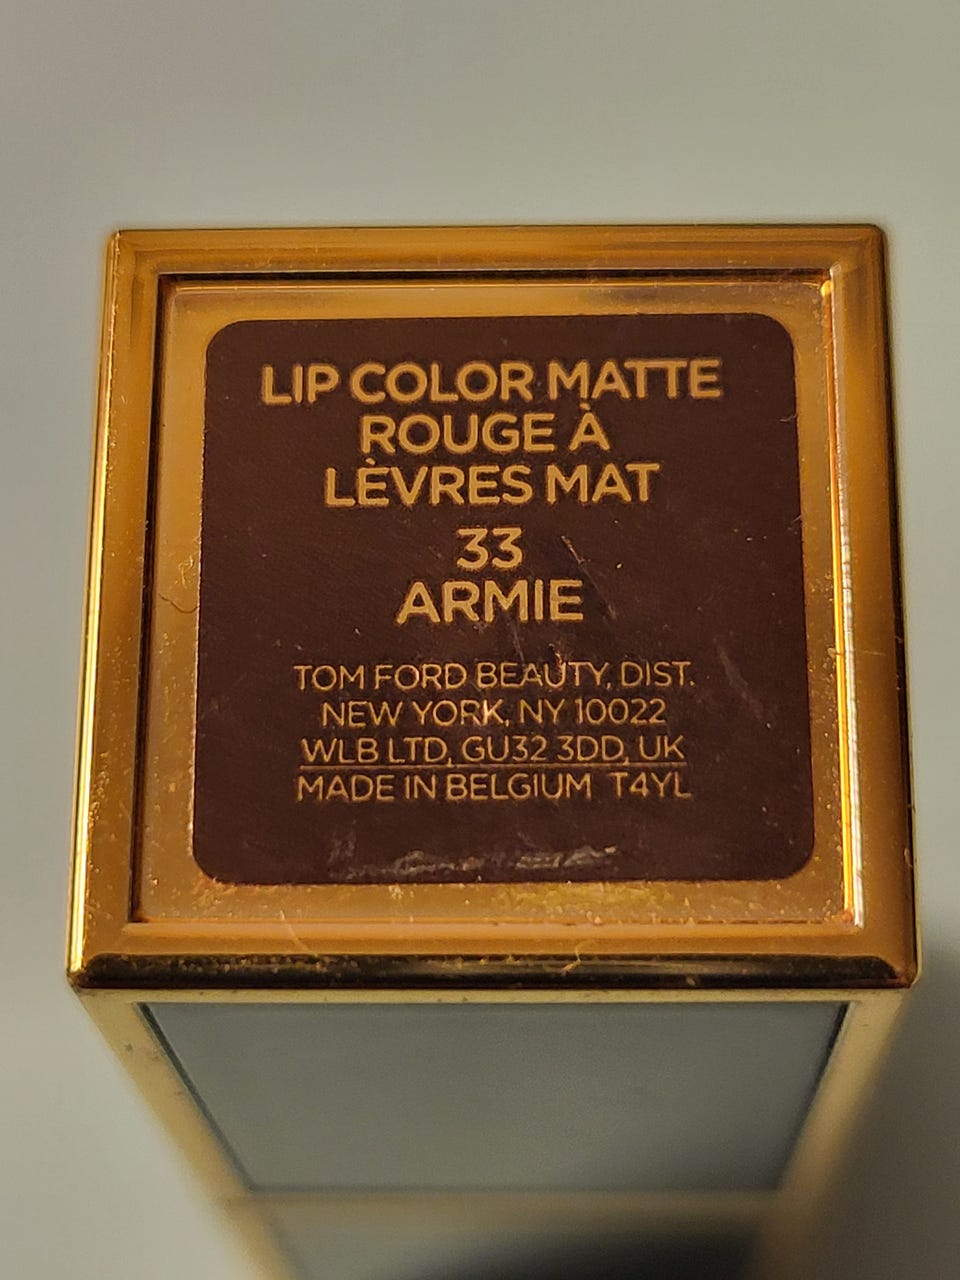 LIP COLOR MATTE
ROUGE À
LÈVRES MAT
33
ARMIE
TOM FORD BEAUTY, DIST.
NEW YORK, NY 10022
WLB LTD, GU32 3DD, UK
MADE IN BELGIUM T4YL